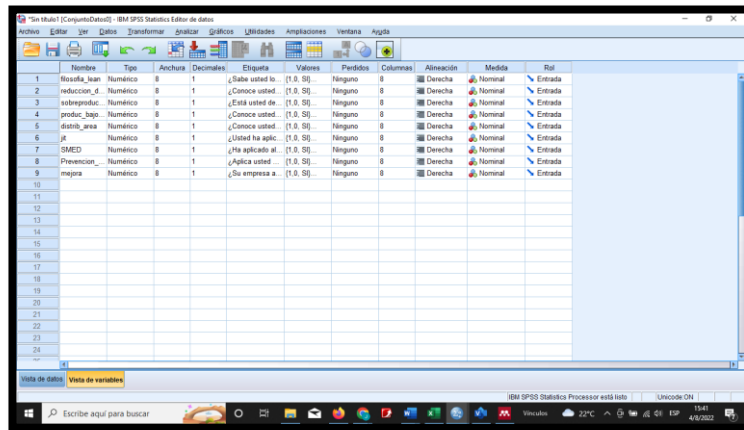 *Sin título1 [ConjuntoDatos0] - IBM SPSS Statistics Editor de datos
Archivo Editar Ver Datos Transformar Analizar Gráficos Utilidades Ampliaciones Ventana Ayuda
Nombre Tipo Anchura Decimales Etiqueta Valores Perdidos Columnas Alineación Medida Rol
1 filosofia_lean Numérico 8 1 ¿Sabe usted lo... {1,0, SI}... Ninguno 8 Derecha Nominal Entrada
2 reduccion_d... Numérico 8 1 ¿Conoce usted... {1,0, SI}... Ninguno 8 Derecha Nominal Entrada
3 sobreproduc... Numérico 8 1 ¿Está usted de... {1,0, SI}... Ninguno 8 Derecha Nominal Entrada
4 produc_bajo... Numérico 8 1 ¿Conoce usted... {1,0, SI}... Ninguno 8 Derecha Nominal Entrada
5 distrib_area Numérico 8 1 ¿Conoce usted... {1,0, SI}... Ninguno 8 Derecha Nominal Entrada
6 jit Numérico 8 1 ¿Usted ha aplic... {1,0, SI}... Ninguno 8 Derecha Nominal Entrada
7 SMED Numérico 8 1 ¿Ha aplicado al... {1,0, SI}... Ninguno 8 Derecha Nominal Entrada
8 Prevencion_... Numérico 8 1 ¿Aplica usted ... {1,0, SI}... Ninguno 8 Derecha Nominal Entrada
9 mejora Numérico 8 1 ¿Su empresa a... {1,0, SI}... Ninguno 8 Derecha Nominal Entrada
10
11
12
13
14
15
16
17
18
19
20
21
22
23
24
Vista de datos Vista de variables
IBM SPSS Statistics Processor está listo Unicode:ON
Escribe aquí para buscar Vínculos 22°C ESP 15:41
4/8/2022